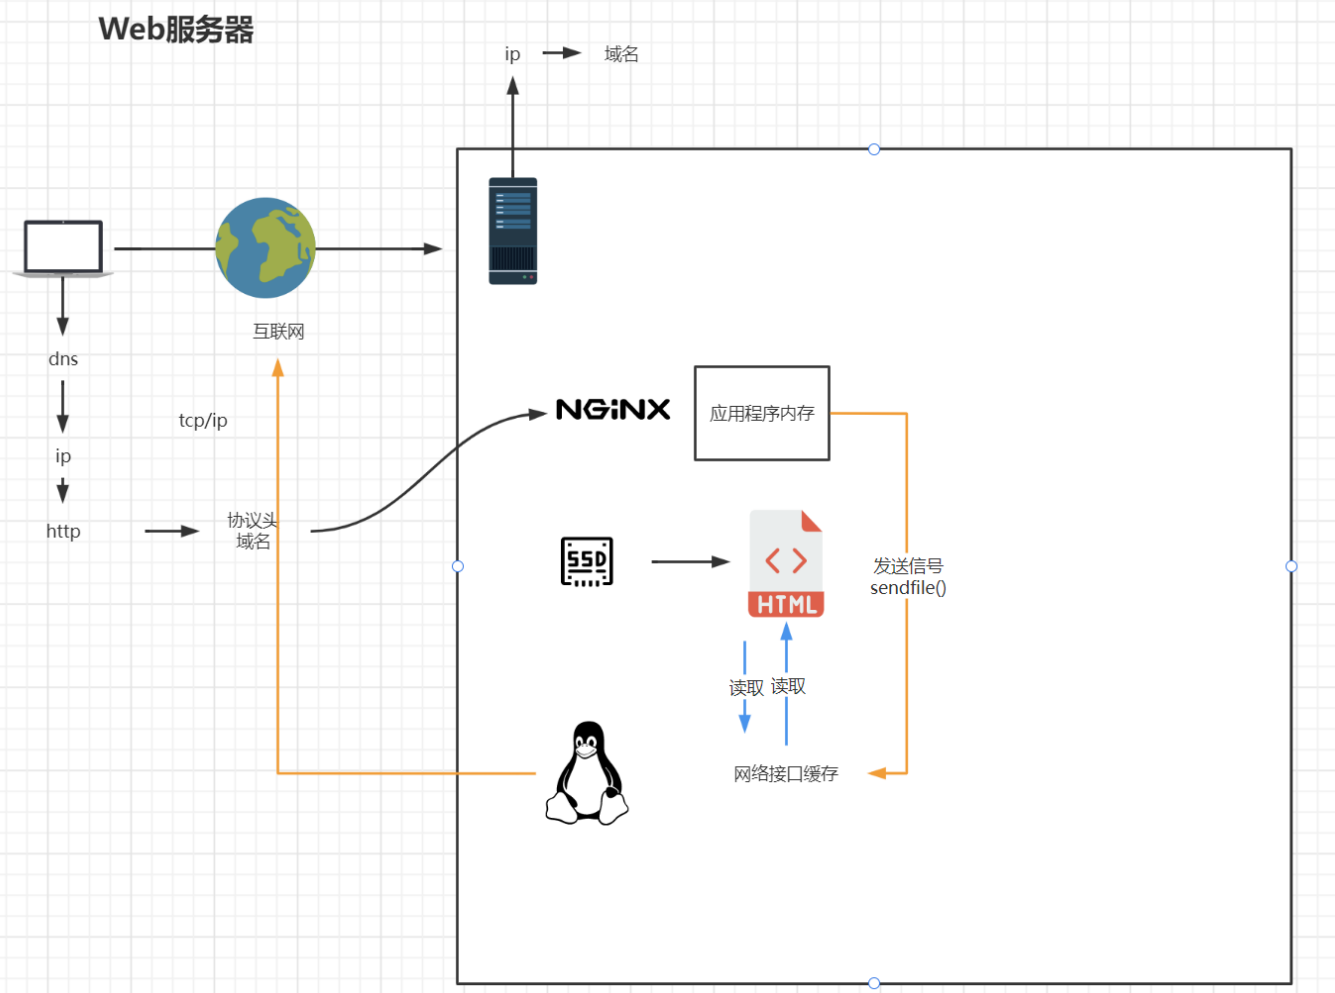 Web服务器
ip
域名
互联网
dns
tcp/ip
ip
http
协议头
域名
NGiNX
应用程序内存
SSD
HTML
发送信号
sendfile()
读取
读取
网络接口缓存